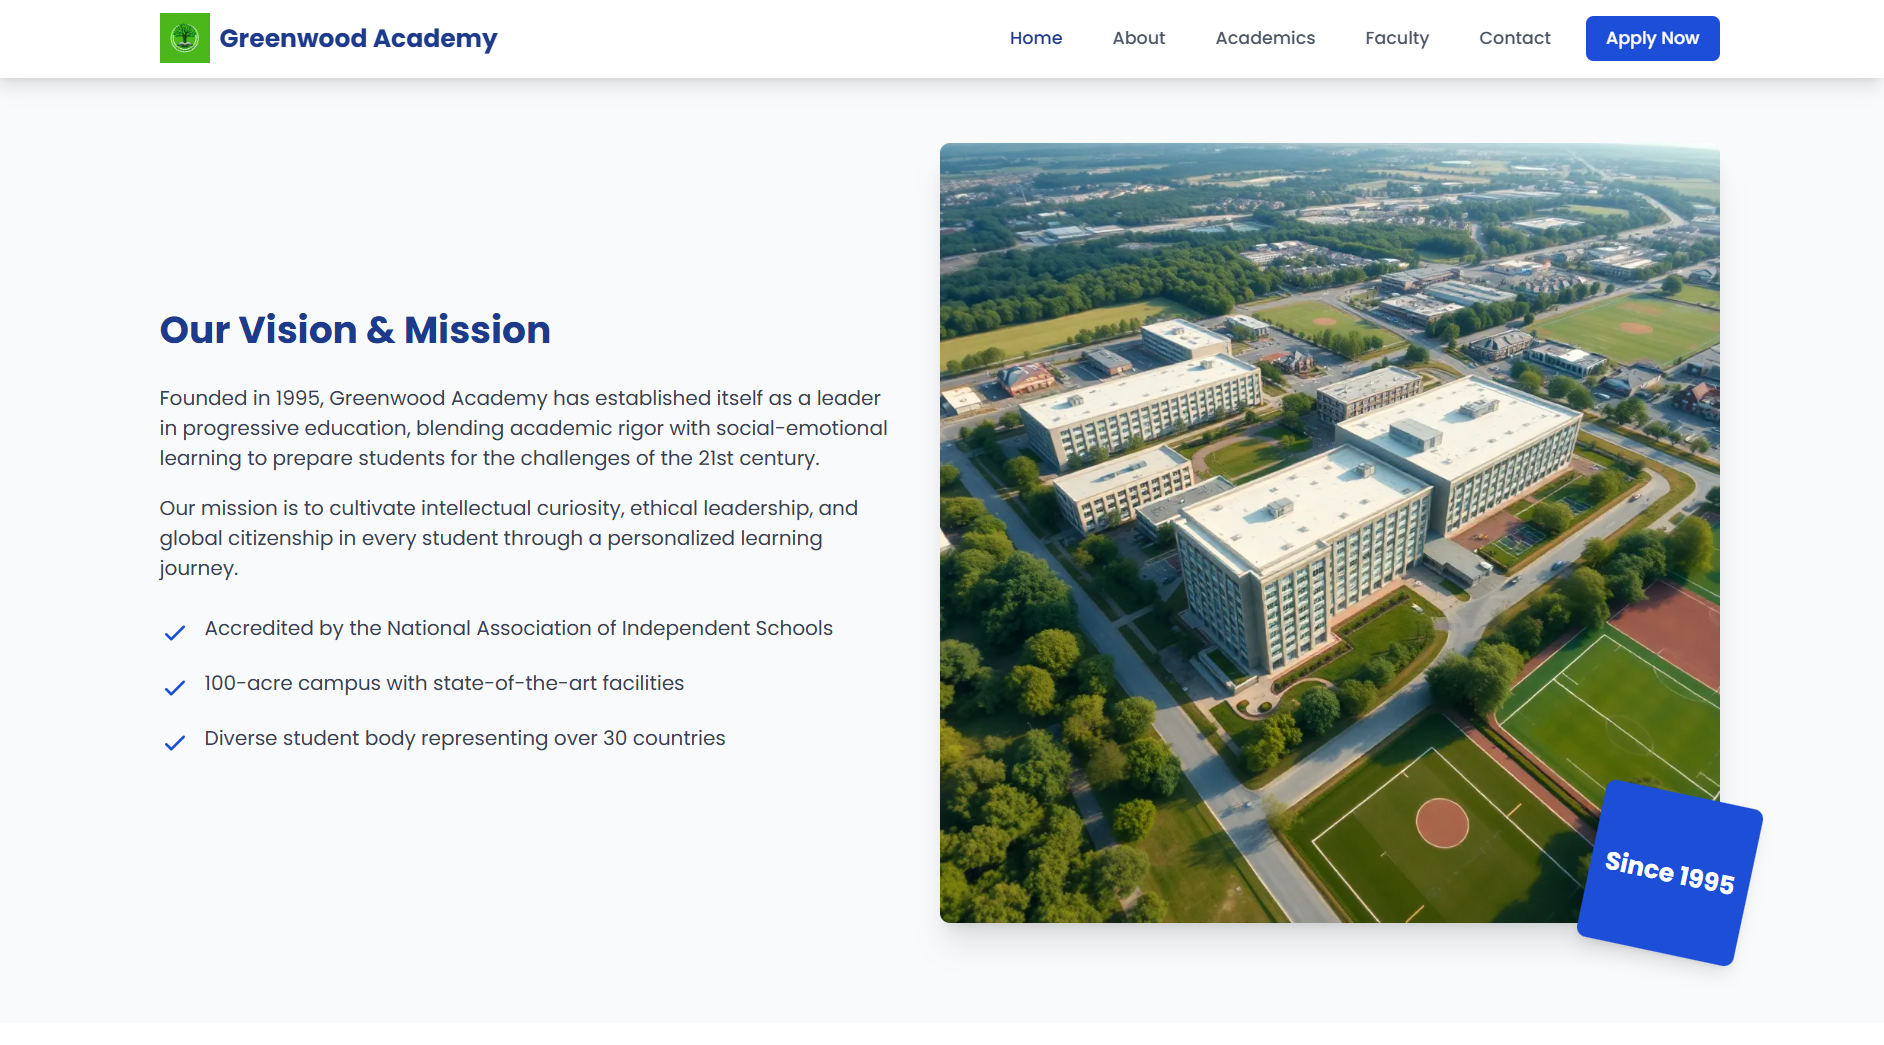 Greenwood Academy
Home
About
Academics
Faculty
Contact
Apply Now
Our Vision & Mission
Founded in 1995, Greenwood Academy has established itself as a leader
in progressive education, blending academic rigor with social-emotional
learning to prepare students for the challenges of the 21st century.
Our mission is to cultivate intellectual curiosity, ethical leadership, and
global citizenship in every student through a personalized learning
journey.
Accredited by the National Association of Independent Schools
100-acre campus with state-of-the-art facilities
Diverse student body representing over 30 countries
Since 1995